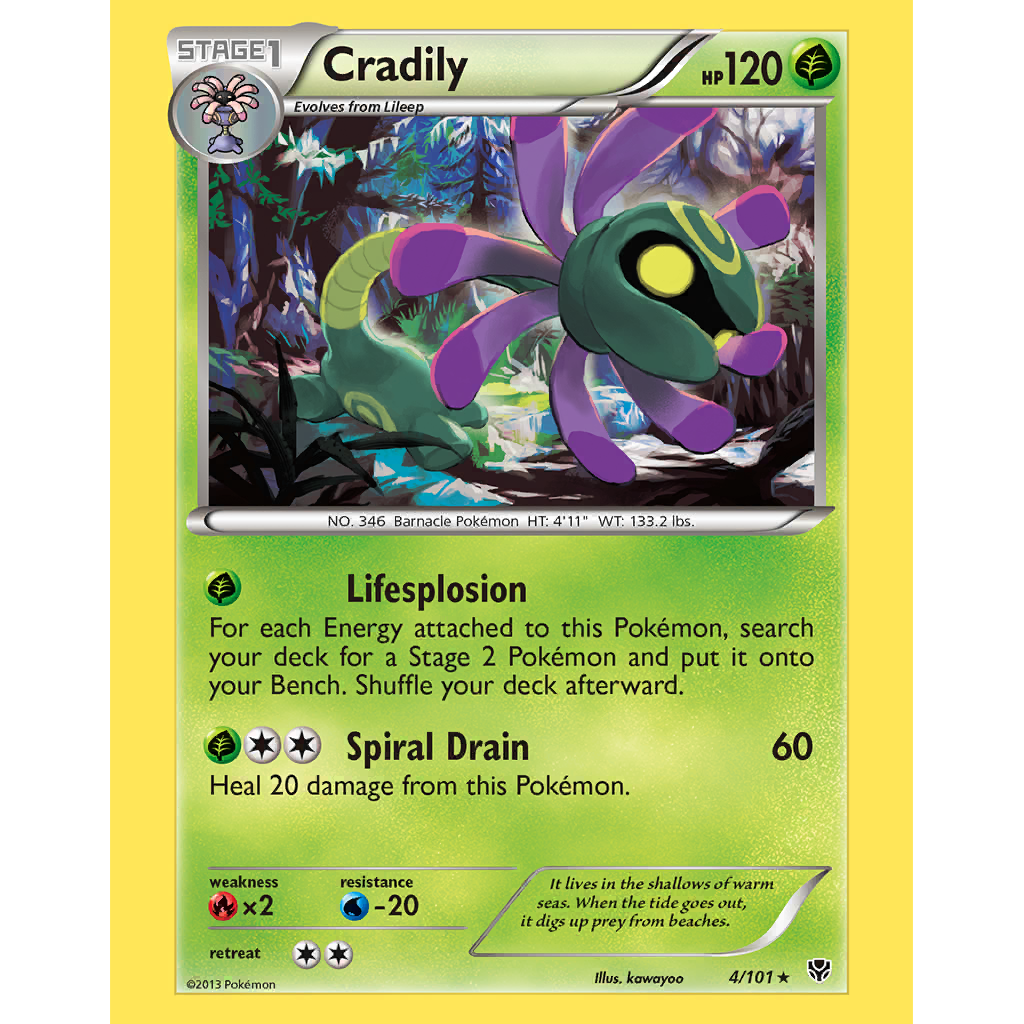 STAGE1
Cradily
HP120
Evolves from Lileep
NO. 346 Barnacle Pokémon HT: 4'11" WT: 133.2 lbs.
Lifesplosion
For each Energy attached to this Pokémon, search
your deck for a Stage 2 Pokémon and put it onto
your Bench. Shuffle your deck afterward.
Spiral Drain 60
Heal 20 damage from this Pokémon.
weakness
×2
resistance
-20
It lives in the shallows of warm
seas. When the tide goes out,
it digs up prey from beaches.
retreat
©2013 Pokémon
Illus. kawayoo
4/101 ★